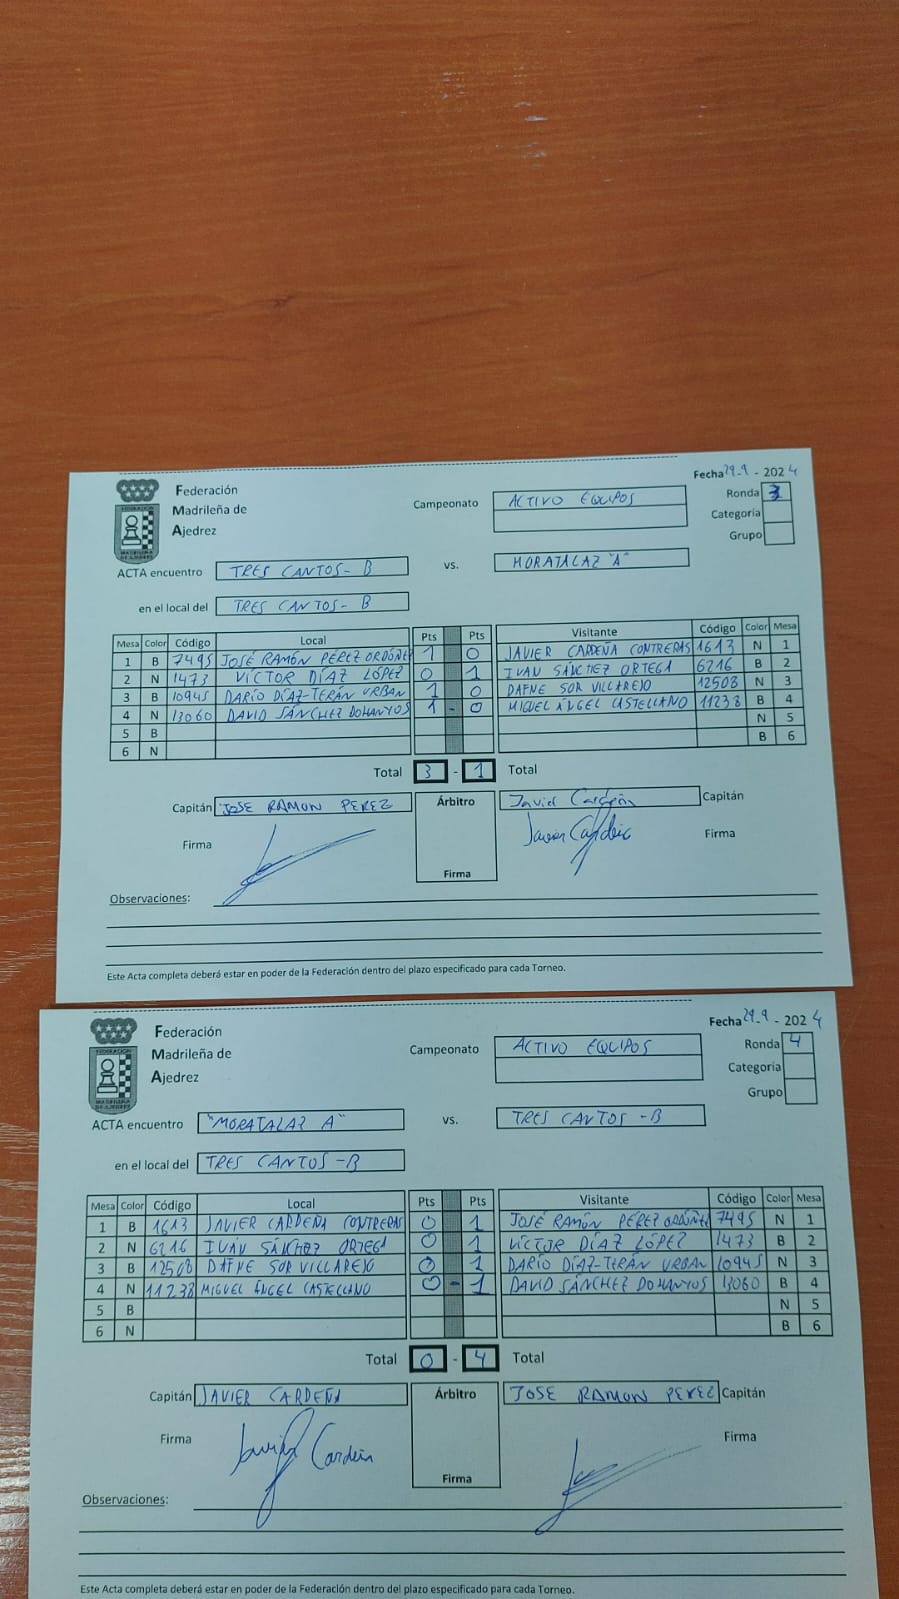 Fecha 29-9 - 2024
Federación
Madrileña de
Ajedrez
Campeonato ACTIVO EQUIPOS
Ronda 3
Categoría
Grupo
ACTA encuentro TRES CANTOS-B vs. MORATALAZ "A"
en el local del TRES CANTOS-B
Mesa Color Código Local Pts Pts Visitante Código Color Mesa
1 B 7495 JOSÉ RAMÓN PÉREZ ORDÓÑEZ 1 0 JAVIER CARDEÑA CONTRERAS 1613 N 1
2 N 1473 VÍCTOR DÍAZ LÓPEZ 0 1 IVÁN SÁNCHEZ ORTEGA 6216 B 2
3 B 10945 DARÍO DÍAZ-TERÁN URBAN 1 0 DAFNE SOR VILLAREJO 12508 N 3
4 N 13060 DAVID SÁNCHEZ DOHANYOS 1 - 0 MIGUEL ÁNGEL CASTELLANO 11238 B 4
5 B N 5
6 N B 6
Total 3 - 1 Total
Capitán JOSE RAMON PEREZ Árbitro Javier Cardeña Capitán
Firma Javier Cardeña Firma
Firma
Observaciones:
Este Acta completa deberá estar en poder de la Federación dentro del plazo especificado para cada Torneo.
Fecha 29-9 - 2024
Federación
Madrileña de
Ajedrez
Campeonato ACTIVO EQUIPOS
Ronda 4
Categoría
Grupo
ACTA encuentro "MORATALAZ A" vs. TRES CANTOS -B
en el local del TRES CANTOS -B
Mesa Color Código Local Pts Pts Visitante Código Color Mesa
1 B 1613 JAVIER CARDEÑA CONTRERAS 0 1 JOSÉ RAMÓN PÉREZ ORDÓÑEZ 7495 N 1
2 N 6216 IVÁN SÁNCHEZ ORTEGA 0 1 VÍCTOR DÍAZ LÓPEZ 1473 B 2
3 B 12508 DAFNE SOR VILLAREJO 0 1 DARÍO DÍAZ-TERÁN URBAN 10945 N 3
4 N 11238 MIGUEL ÁNGEL CASTELLANO 0 - 1 DAVID SÁNCHEZ DOHANYOS 13060 B 4
5 B N 5
6 N B 6
Total 0 - 4 Total
Capitán JAVIER CARDEÑA Árbitro JOSE RAMON PEREZ Capitán
Firma Javier Cardeña Firma
Firma
Observaciones:
Este Acta completa deberá estar en poder de la Federación dentro del plazo especificado para cada Torneo.